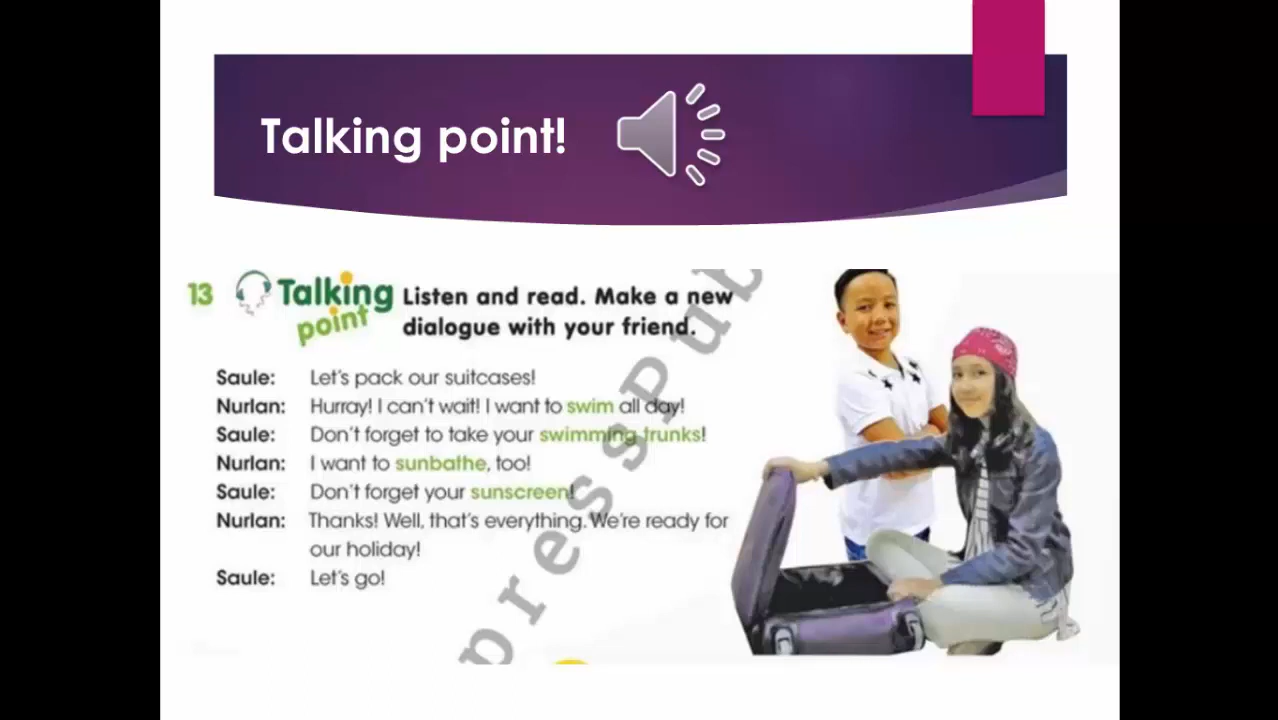 Talking point!
13 Talking point Listen and read. Make a new
dialogue with your friend.
Saule: Let's pack our suitcases!
Nurlan: Hurray! I can't wait! I want to swim all day!
Saule: Don't forget to take your swimming trunks!
Nurlan: I want to sunbathe, too!
Saule: Don't forget your sunscreen!
Nurlan: Thanks! Well, that's everything. We're ready for
our holiday!
Saule: Let's go!
press Pub